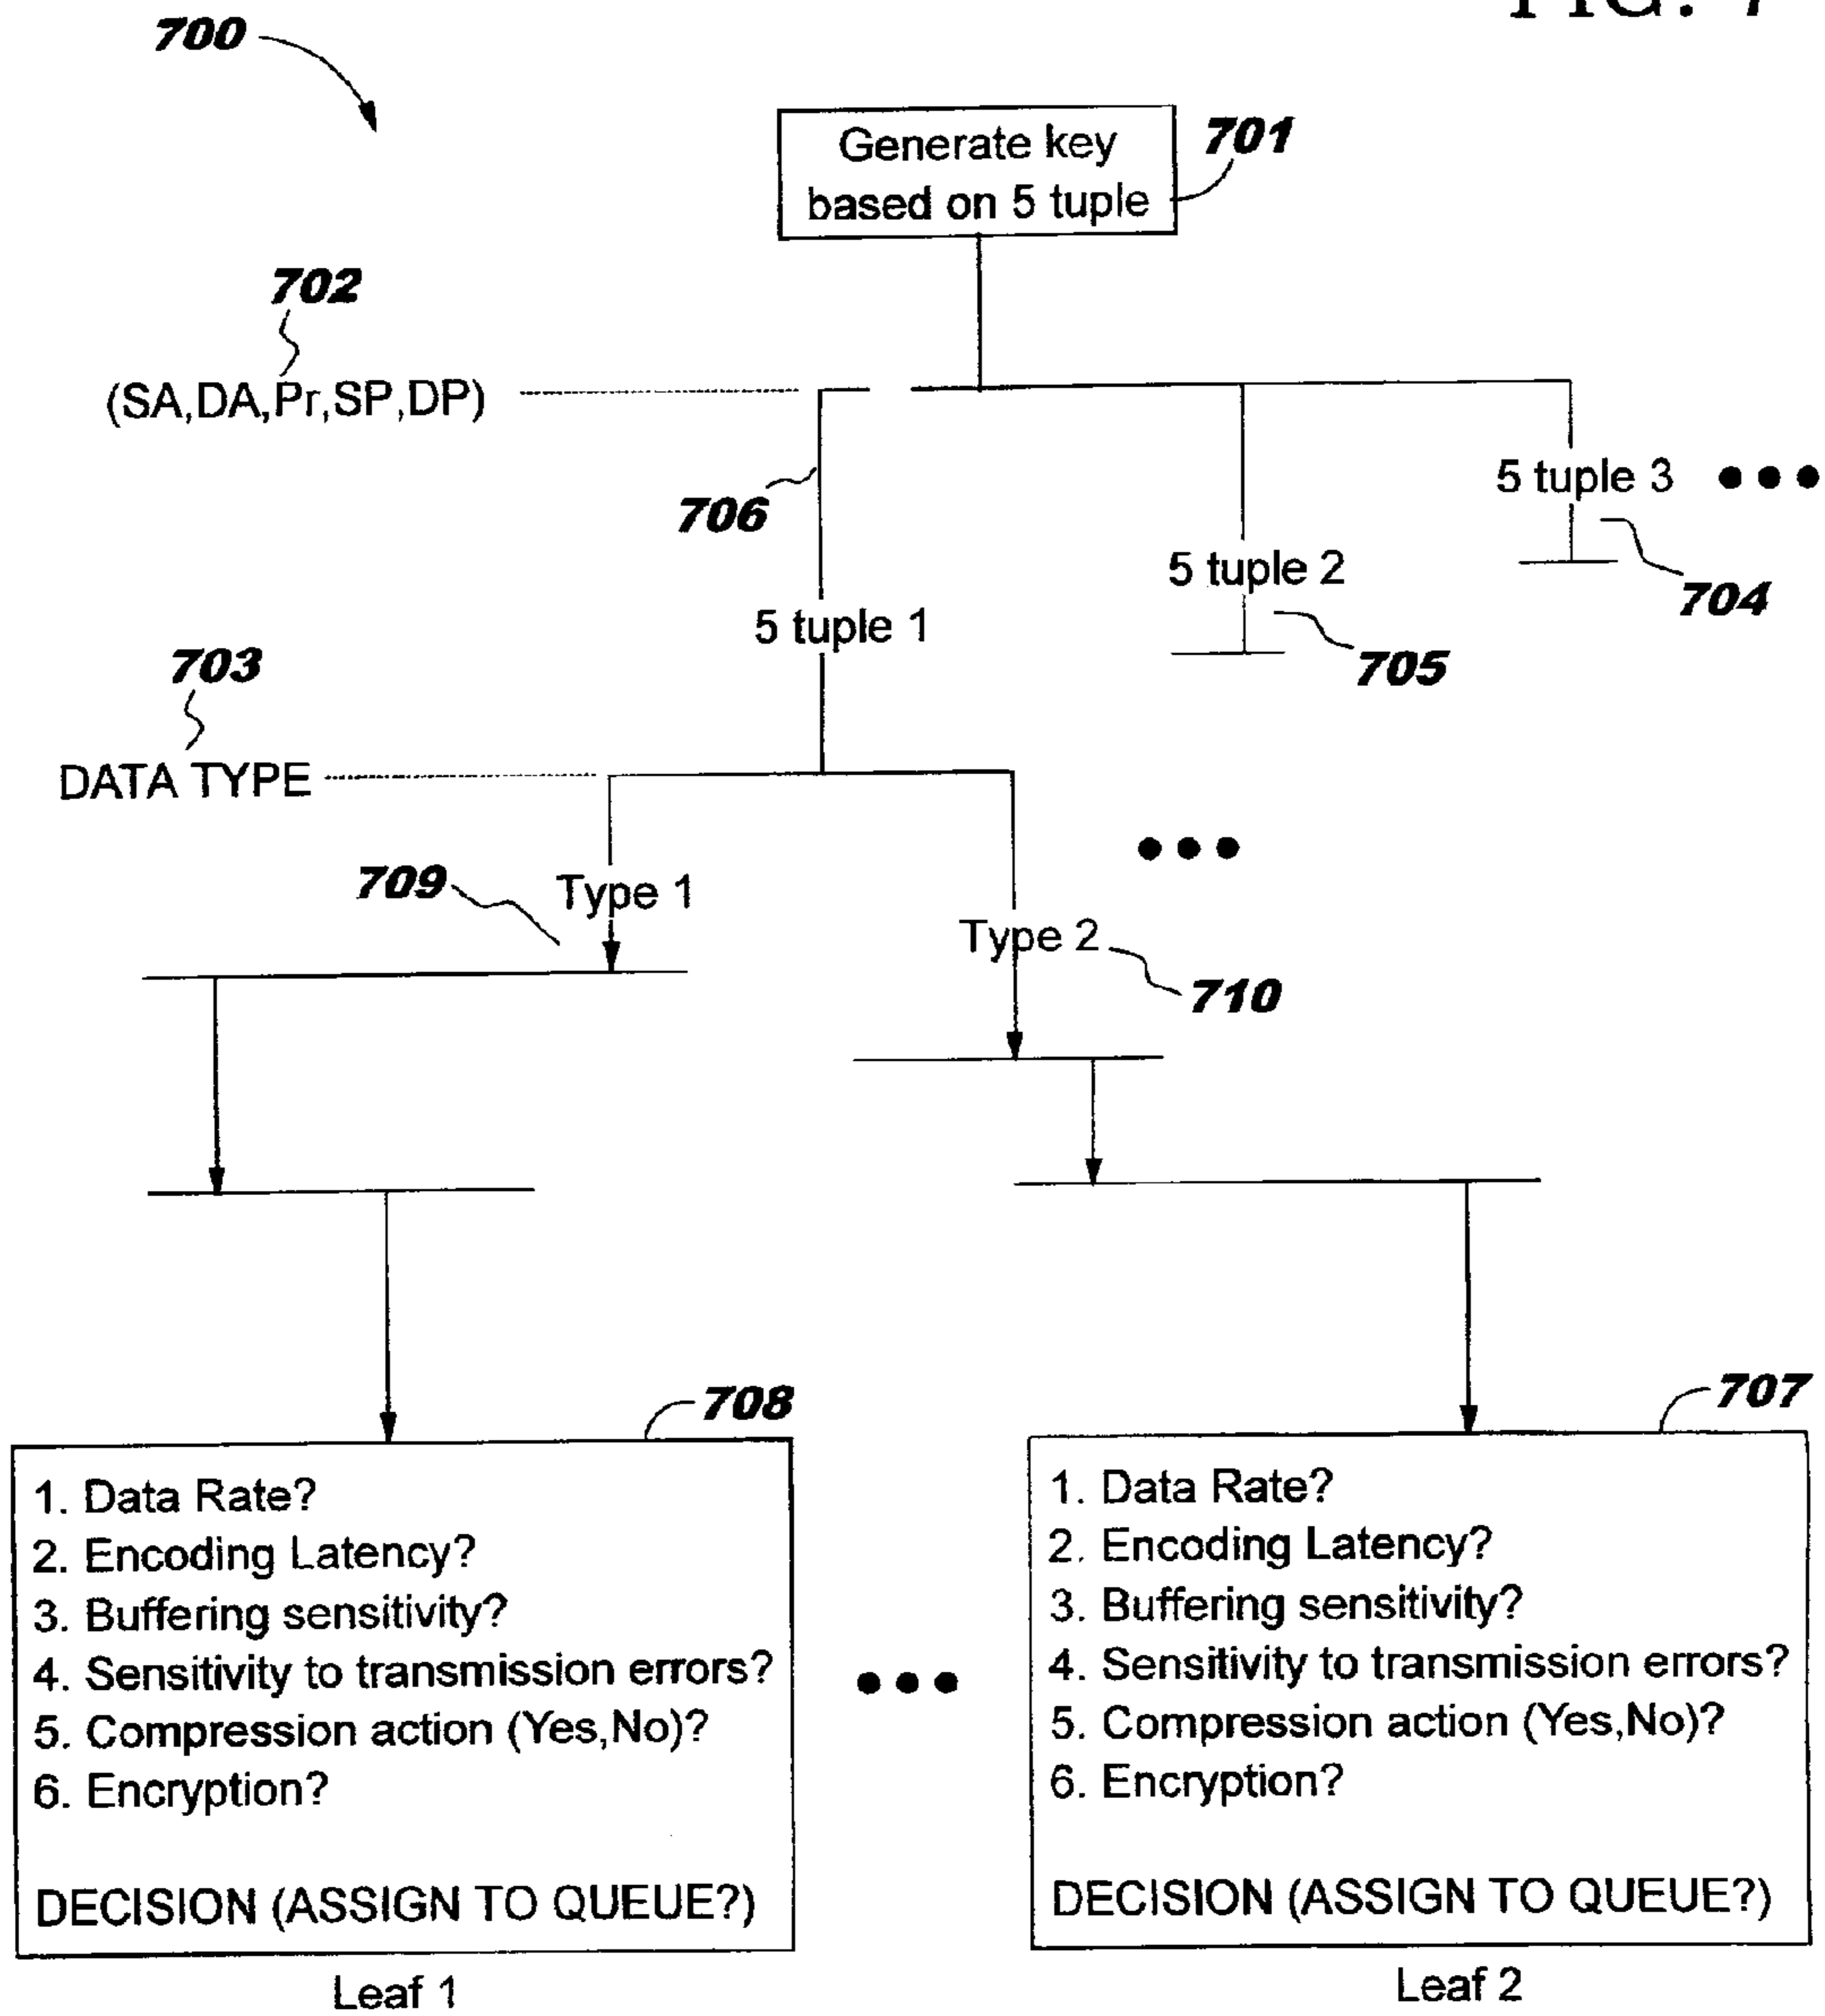 FIG. 7
700
Generate key
based on 5 tuple
701
702
(SA,DA,Pr,SP,DP)
706
5 tuple 3
704
5 tuple 2
705
5 tuple 1
703
DATA TYPE
709
Type 1
Type 2
710
708
1. Data Rate?
2. Encoding Latency?
3. Buffering sensitivity?
4. Sensitivity to transmission errors?
5. Compression action (Yes,No)?
6. Encryption?
DECISION (ASSIGN TO QUEUE?)
Leaf 1
707
1. Data Rate?
2. Encoding Latency?
3. Buffering sensitivity?
4. Sensitivity to transmission errors?
5. Compression action (Yes,No)?
6. Encryption?
DECISION (ASSIGN TO QUEUE?)
Leaf 2